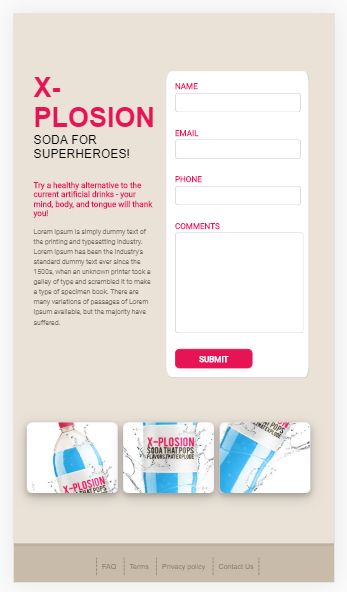 X-
PLOSION
SODA FOR
SUPERHEROES!
Try a healthy alternative to the
current artificial drinks - your
mind, body, and tongue will thank
you!
Lorem Ipsum is simply dummy text of
the printing and typesetting industry.
Lorem Ipsum has been the industry's
standard dummy text ever since the
1500s, when an unknown printer took a
galley of type and scrambled it to make
a type of specimen book. There are
many variations of passages of Lorem
Ipsum available, but the majority have
suffered.
NAME
EMAIL
PHONE
COMMENTS
SUBMIT
X-PLOSION
SODA THAT POPS
X-PLOSION
SODA THAT POPS
FLAVORS THAT EXPLODE
FAQ
Terms
Privacy policy
Contact Us